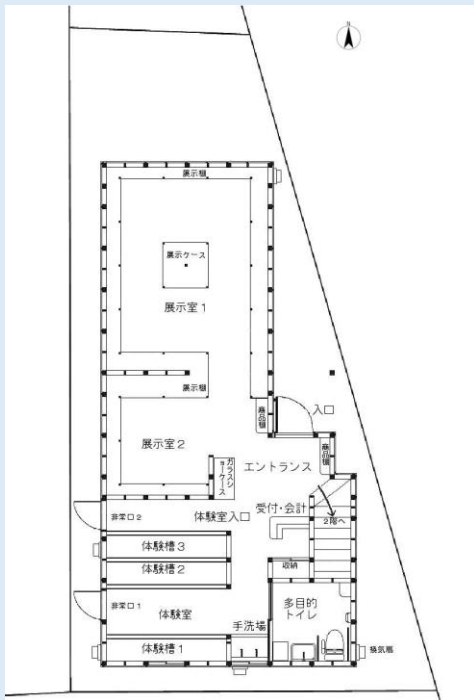 N
展示棚
展示ケース
展示室1
展示棚
商品棚
入口
展示室2
ガラスショーケース
エントランス
商品棚
非常口2
体験室入口
受付・会計
2階へ
体験槽3
収納
体験槽2
非常口1
体験室
多目的
トイレ
手洗場
体験槽1
換気扇